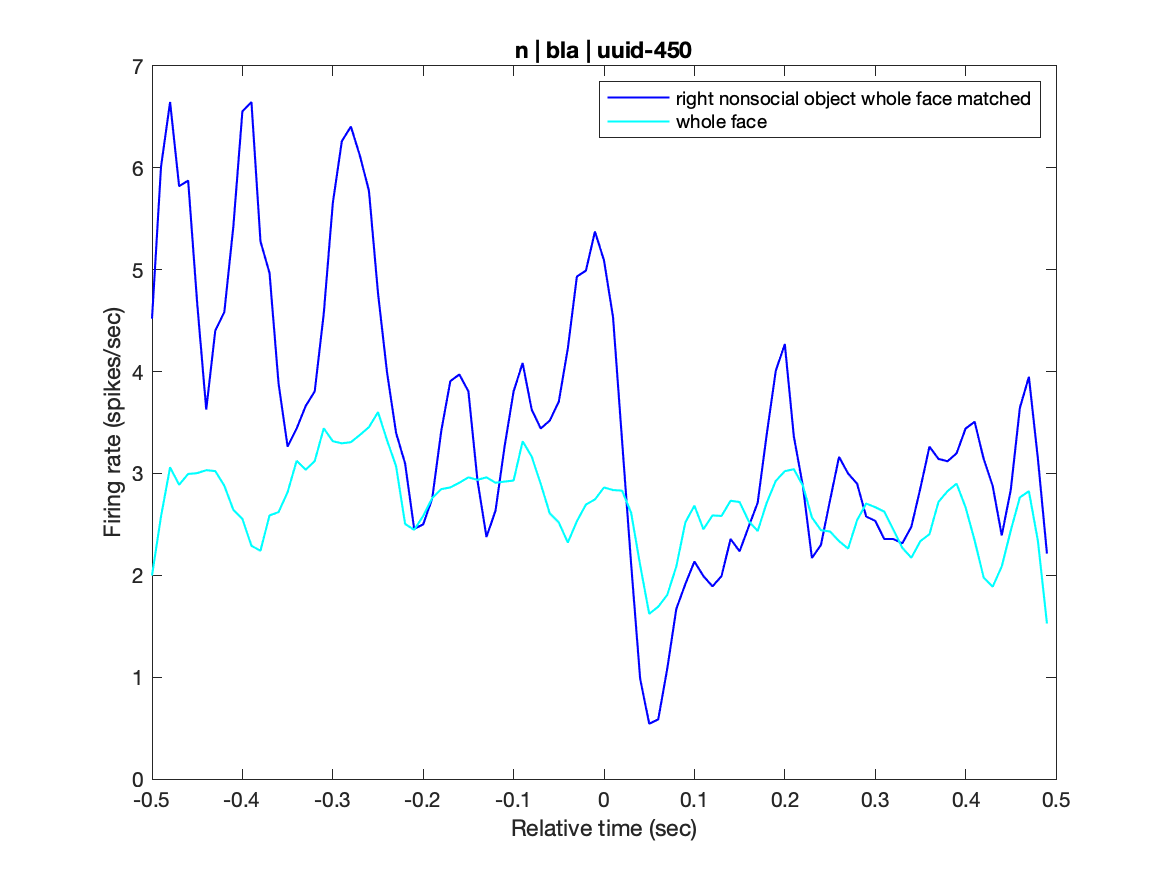 n | bla | uuid-450
right nonsocial object whole face matched
whole face
Firing rate (spikes/sec)
7
6
5
4
3
2
1
0
-0.5 -0.4 -0.3 -0.2 -0.1 0 0.1 0.2 0.3 0.4 0.5
Relative time (sec)